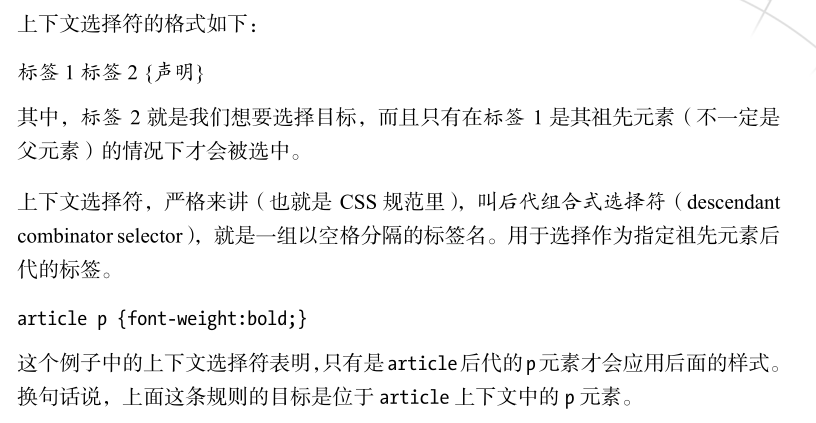 上下文选择符的格式如下：
标签 1 标签 2 {声明}
其中，标签 2 就是我们想要选择目标，而且只有在标签 1 是其祖先元素（不一定是
父元素）的情况下才会被选中。
上下文选择符，严格来讲（也就是 CSS 规范里），叫后代组合式选择符（descendant
combinator selector），就是一组以空格分隔的标签名。用于选择作为指定祖先元素后
代的标签。
article p {font-weight:bold;}
这个例子中的上下文选择符表明，只有是 article 后代的 p 元素才会应用后面的样式。
换句话说，上面这条规则的目标是位于 article 上下文中的 p 元素。